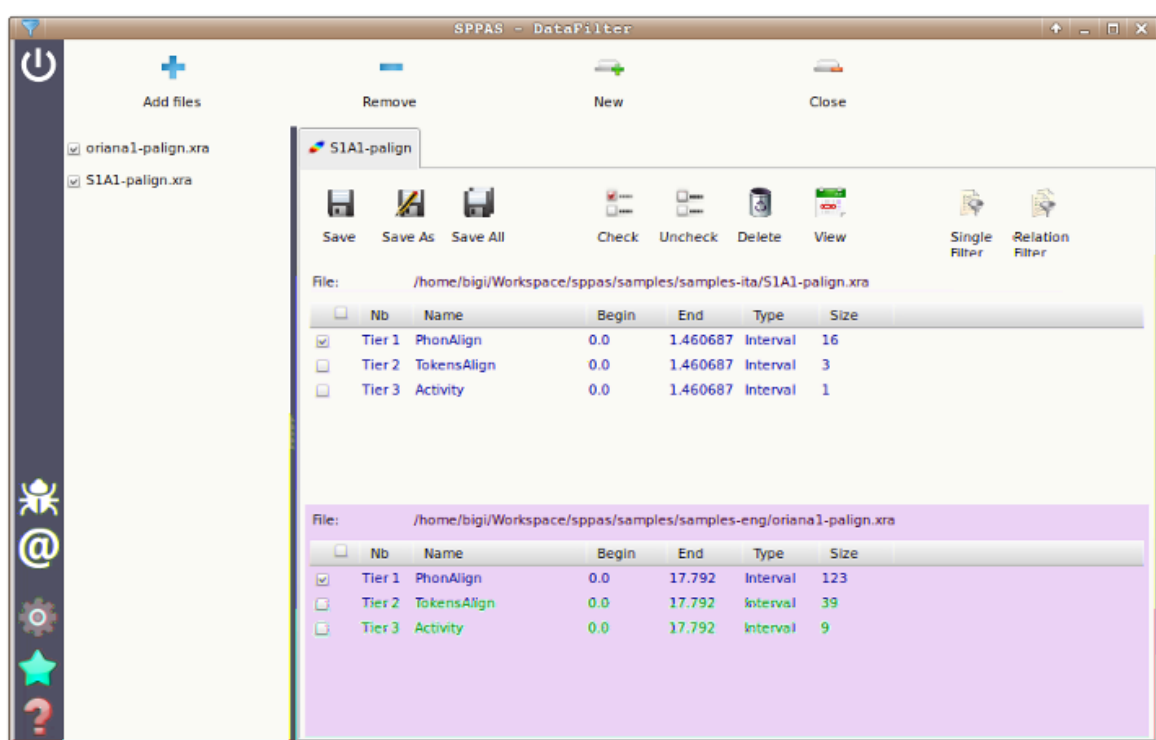 SPPAS - DataFilter
Add files Remove New Close
oriana1-palign.xra
S1A1-palign.xra
S1A1-palign
Save Save As Save All Check Uncheck Delete View Single Filter Relation Filter
File: /home/bigi/Workspace/sppas/samples/samples-ita/S1A1-palign.xra
Nb Name Begin End Type Size
Tier 1 PhonAlign 0.0 1.460687 Interval 16
Tier 2 TokensAlign 0.0 1.460687 Interval 3
Tier 3 Activity 0.0 1.460687 Interval 1
File: /home/bigi/Workspace/sppas/samples/samples-eng/oriana1-palign.xra
Nb Name Begin End Type Size
Tier 1 PhonAlign 0.0 17.792 Interval 123
Tier 2 TokensAlign 0.0 17.792 Interval 39
Tier 3 Activity 0.0 17.792 Interval 9
@
?